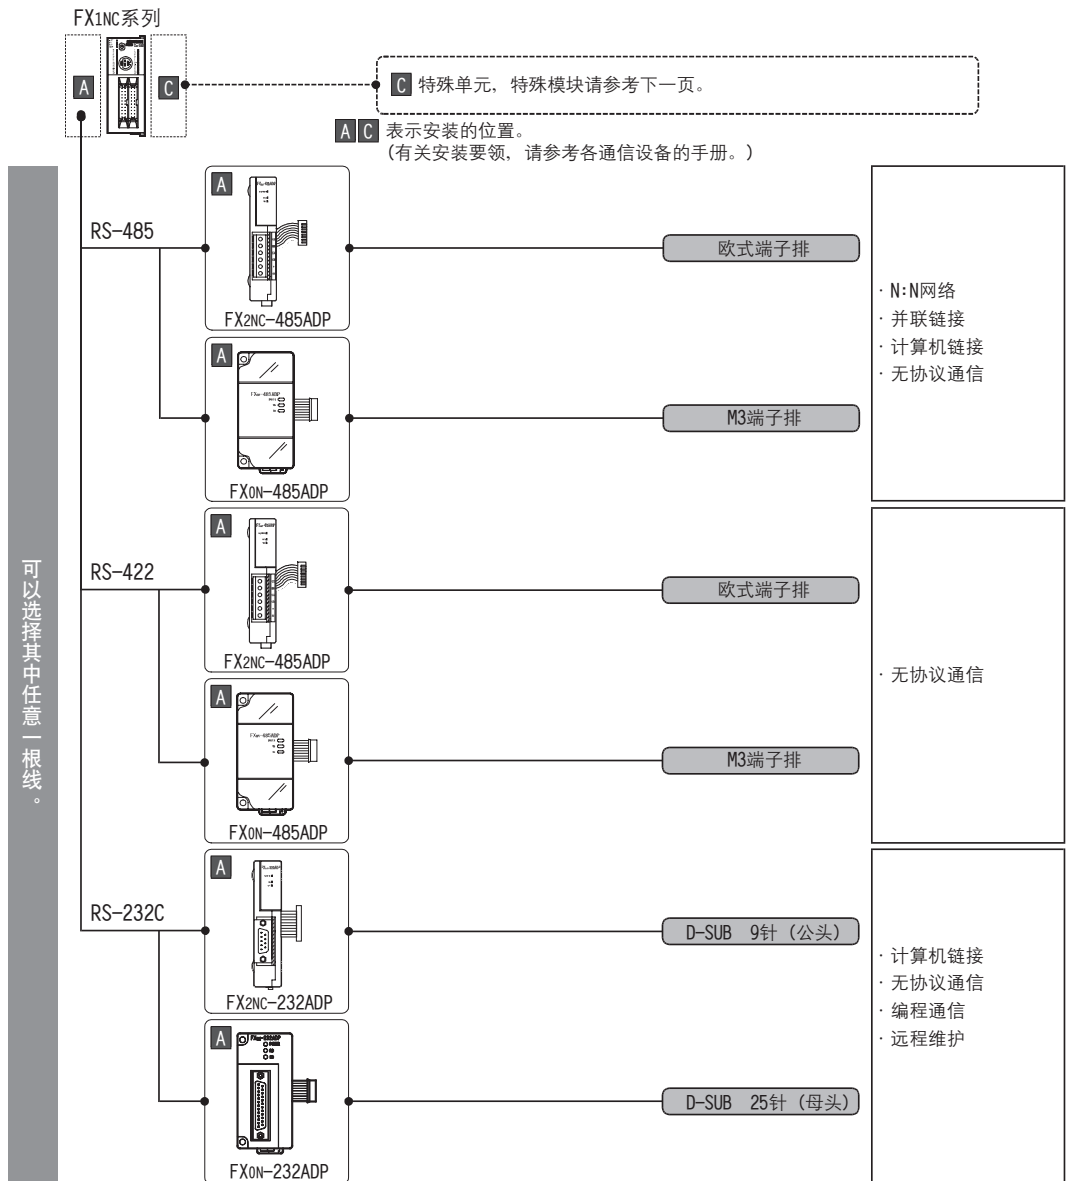 FX1NC系列
A
C
C 特殊单元，特殊模块请参考下一页。
A C 表示安装的位置。
(有关安装要领，请参考各通信设备的手册。)
可以选择其中任意一根线。
RS-485
A
FX2NC-485ADP
欧式端子排
A
FX0N-485ADP
M3端子排
·N:N网络
·并联链接
·计算机链接
·无协议通信
RS-422
A
FX2NC-485ADP
欧式端子排
A
FX0N-485ADP
M3端子排
·无协议通信
RS-232C
A
FX2NC-232ADP
D-SUB 9针 (公头)
A
FX0N-232ADP
D-SUB 25针 (母头)
·计算机链接
·无协议通信
·编程通信
·远程维护